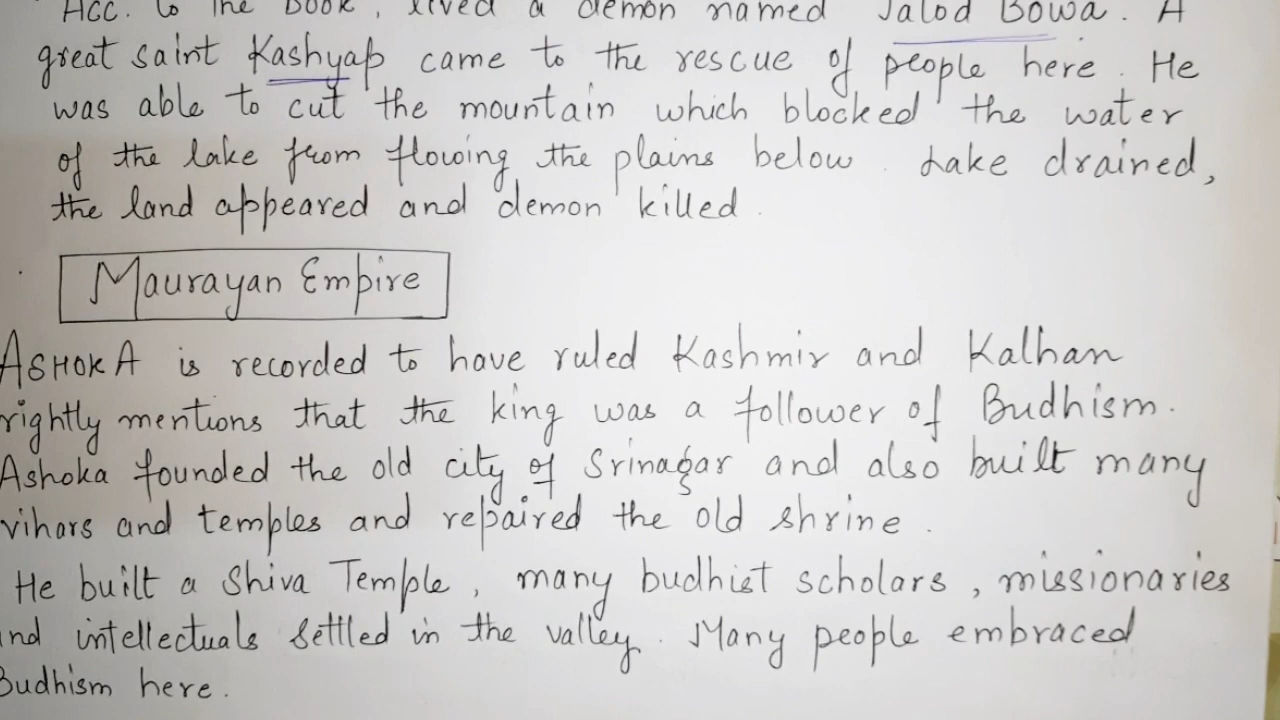 Acc. to the book, lived a demon named Jalod Bowa. A
great saint Kashyap came to the rescue of people here. He
was able to cut the mountain which blocked the water
of the lake from flowing the plains below. Lake drained,
the land appeared and demon killed.
Maurayan Empire
ASHOKA is recorded to have ruled Kashmir and Kalhan
rightly mentions that the king was a follower of Budhism.
Ashoka founded the old city of Srinagar and also built many
vihars and temples and repaired the old shrine.
He built a Shiva Temple, many budhist scholars, missionaries
and intellectuals settled in the valley. Many people embraced
Budhism here.